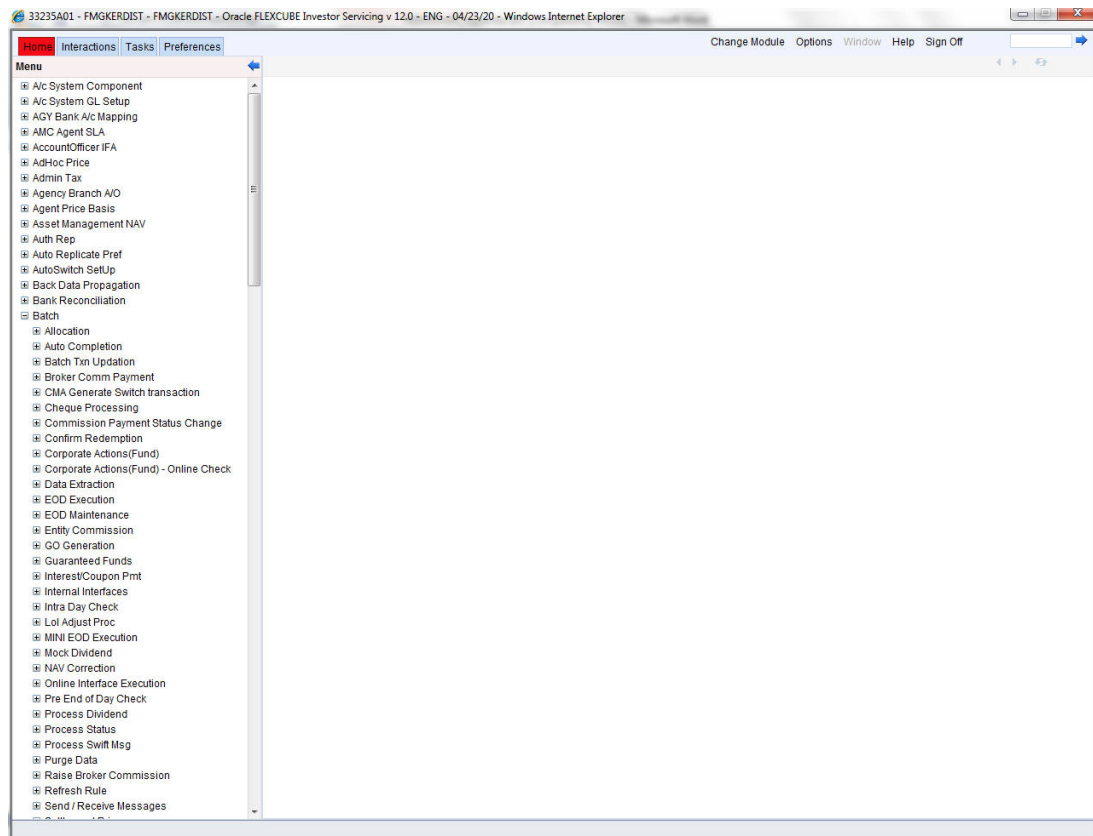 33235A01 - FMGKERDIST - FMGKERDIST - Oracle FLEXCUBE Investor Servicing v 12.0 - ENG - 04/23/20 - Windows Internet Explorer
Home Interactions Tasks Preferences Change Module Options Window Help Sign Off
Menu
A/c System Component
A/c System GL Setup
AGY Bank A/c Mapping
AMC Agent SLA
AccountOfficer IFA
AdHoc Price
Admin Tax
Agency Branch A/O
Agent Price Basis
Asset Management NAV
Auth Rep
Auto Replicate Pref
AutoSwitch SetUp
Back Data Propagation
Bank Reconciliation
Batch
Allocation
Auto Completion
Batch Txn Updation
Broker Comm Payment
CMA Generate Switch transaction
Cheque Processing
Commission Payment Status Change
Confirm Redemption
Corporate Actions(Fund)
Corporate Actions(Fund) - Online Check
Data Extraction
EOD Execution
EOD Maintenance
Entity Commission
GO Generation
Guaranteed Funds
Interest/Coupon Pmt
Internal Interfaces
Intra Day Check
LoI Adjust Proc
MINI EOD Execution
Mock Dividend
NAV Correction
Online Interface Execution
Pre End of Day Check
Process Dividend
Process Status
Process Swift Msg
Purge Data
Raise Broker Commission
Refresh Rule
Send / Receive Messages